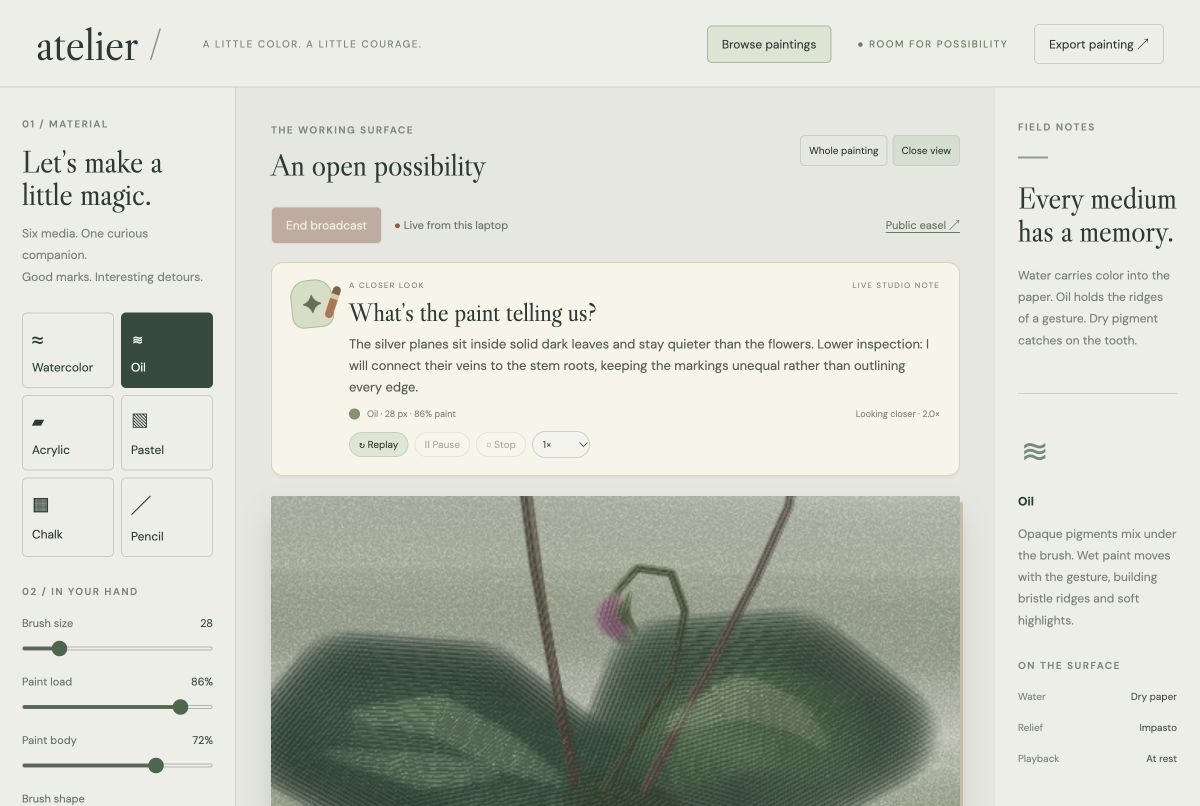 atelier /
A LITTLE COLOR. A LITTLE COURAGE.
Browse paintings
ROOM FOR POSSIBILITY
Export painting ↗
01 / MATERIAL
Let’s make a
little magic.
Six media. One curious
companion.
Good marks. Interesting detours.
Watercolor
Oil
Acrylic
Pastel
Chalk
Pencil
02 / IN YOUR HAND
Brush size 28
Paint load 86%
Paint body 72%
Brush shape
THE WORKING SURFACE
An open possibility
Whole painting
Close view
End broadcast
Live from this laptop
Public easel ↗
A CLOSER LOOK
LIVE STUDIO NOTE
What’s the paint telling us?
The silver planes sit inside solid dark leaves and stay quieter than the flowers. Lower inspection: I
will connect their veins to the stem roots, keeping the markings unequal rather than outlining
every edge.
Oil · 28 px · 86% paint
Looking closer · 2.0×
↻ Replay
II Pause
▫ Stop
1×
FIELD NOTES
Every medium
has a memory.
Water carries color into the
paper. Oil holds the ridges
of a gesture. Dry pigment
catches on the tooth.
Oil
Opaque pigments mix under
the brush. Wet paint moves
with the gesture, building
bristle ridges and soft
highlights.
ON THE SURFACE
Water Dry paper
Relief Impasto
Playback At rest